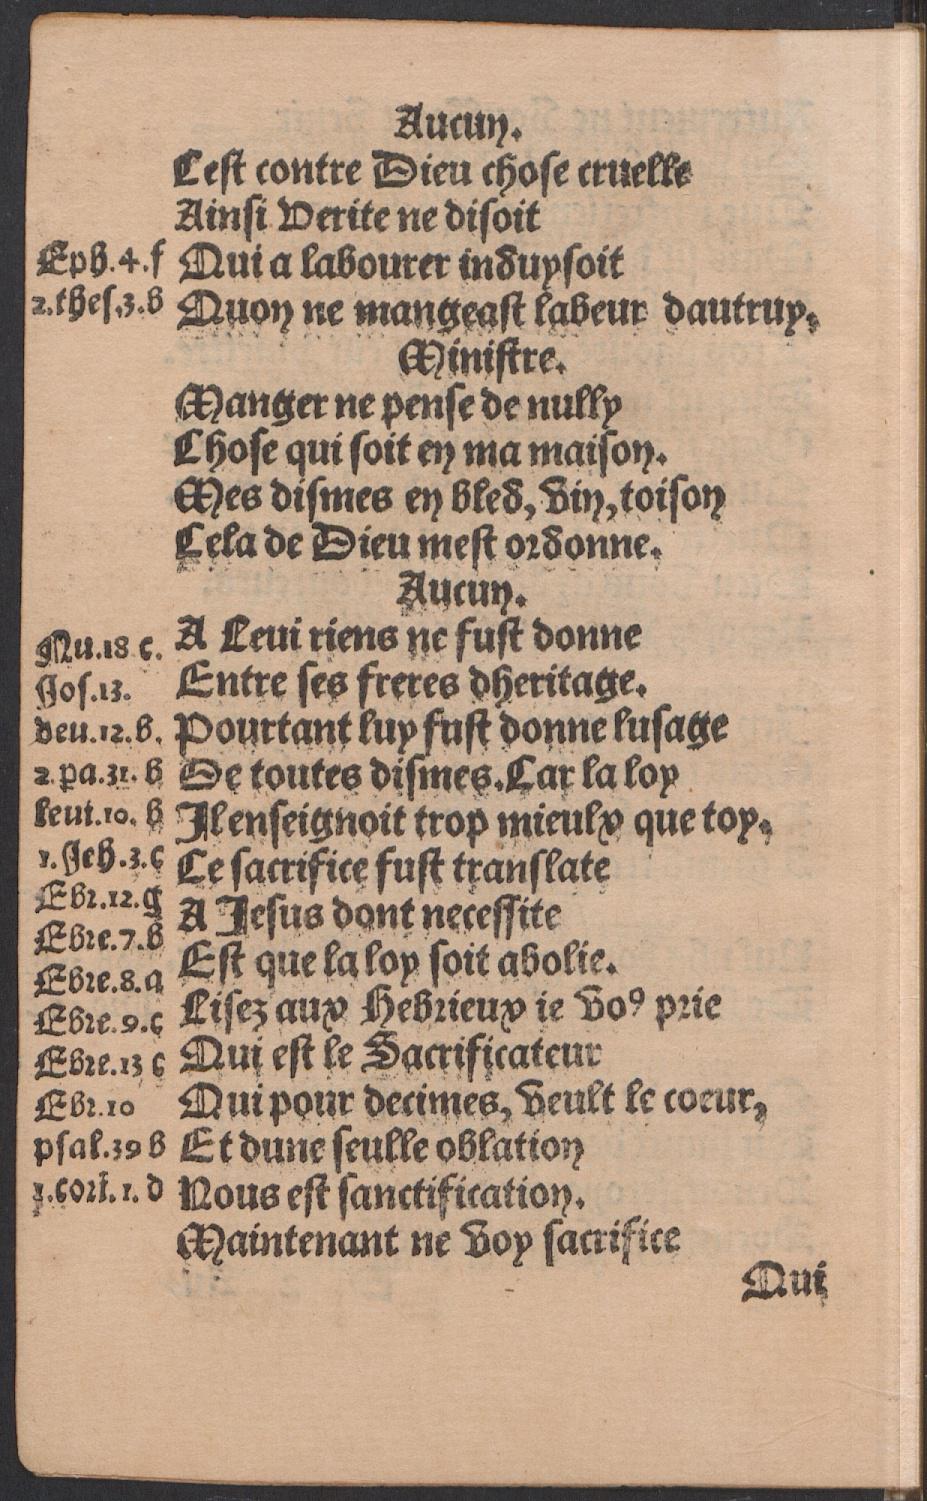 Aucun.
Cest contre Dieu chose cruelle
Ainsi Verite ne disoit
Eph.4.f Qui a labourer induysoit
2.thes.3.b Quon ne mangeast labeur dautruy.
Ministre.
Manger ne pense de nully
Chose qui soit en ma maison.
Mes dismes en bled, vin, toison
Cela de Dieu mest ordonne.
Aucun.
Nu.18 c. A Leui riens ne fust donne
Jos.13. Entre ses freres dheritage.
deu.12.b. Pourtant luy fust donne lusage
2.pa.31. b De toutes dismes. Car la loy
leut.10. b Il enseignoit trop mieulx que toy.
1.Jeh.3.c Ce sacrifice fust translate
Ebr.12.g A Jesus dont necessite
Ebre.7.b Est que la loy soit abolie.
Ebre.8.a Lisez aux Hebrieux ie voꝰ prie
Ebre.9.c Qui est le Sacrificateur
Ebre.13 c Qui pour decimes, veult le coeur,
Ebr.10 Et dune seulle oblation
psal.39 b Nous est sanctification.
1.cori. 1. d Maintenant ne voy sacrifice
Qui